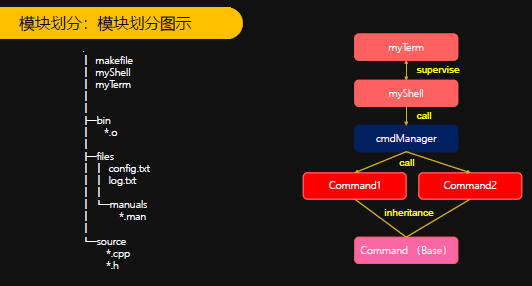 模块划分：模块划分图示
.
│  makefile
│  myShell
│  myTerm
│
│
├─bin
│      *.o
│
├─files
│  │  config.txt
│  │  log.txt
│  │
│  └─manuals
│          *.man
│
└─source
        *.cpp
        *.h
myTerm
supervise
myShell
call
cmdManager
call
Command1
Command2
inheritance
Command （Base）